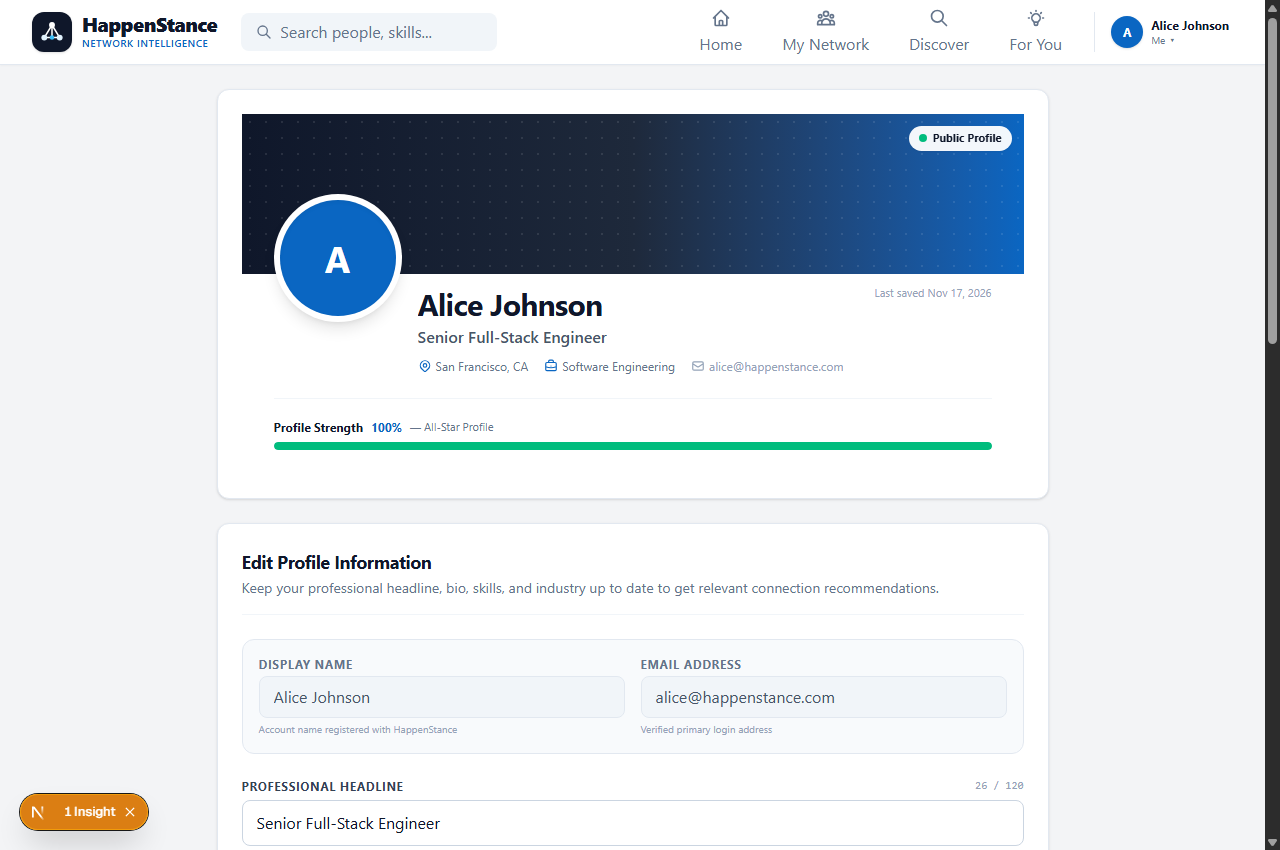 HappenStance
NETWORK INTELLIGENCE
Search people, skills...
Home
My Network
Discover
For You
A
Alice Johnson
Me
Public Profile
A
Last saved Nov 17, 2026
Alice Johnson
Senior Full-Stack Engineer
San Francisco, CA
Software Engineering
alice@happenstance.com
Profile Strength 100% — All-Star Profile
Edit Profile Information
Keep your professional headline, bio, skills, and industry up to date to get relevant connection recommendations.
DISPLAY NAME
Alice Johnson
Account name registered with HappenStance
EMAIL ADDRESS
alice@happenstance.com
Verified primary login address
PROFESSIONAL HEADLINE
26 / 120
Senior Full-Stack Engineer
N
1 Insight